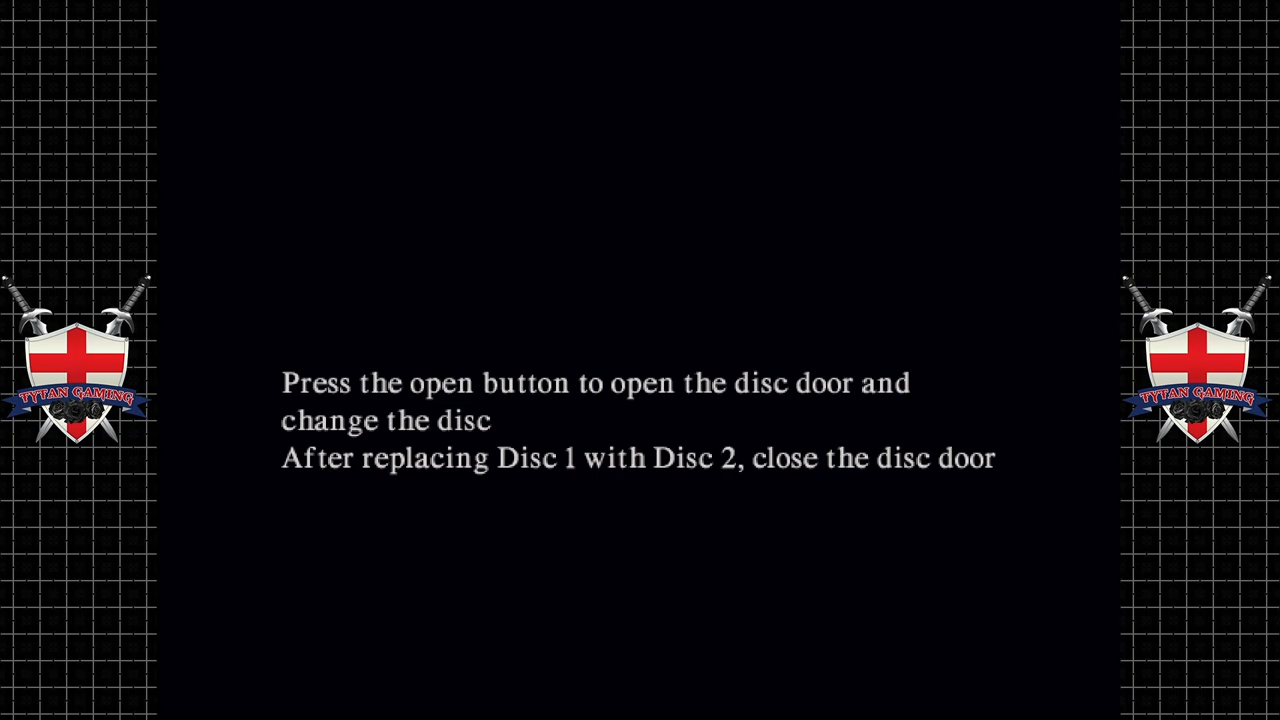 Press the open button to open the disc door and
change the disc
After replacing Disc 1 with Disc 2, close the disc door
TYTAN GAMING
TYTAN GAMING